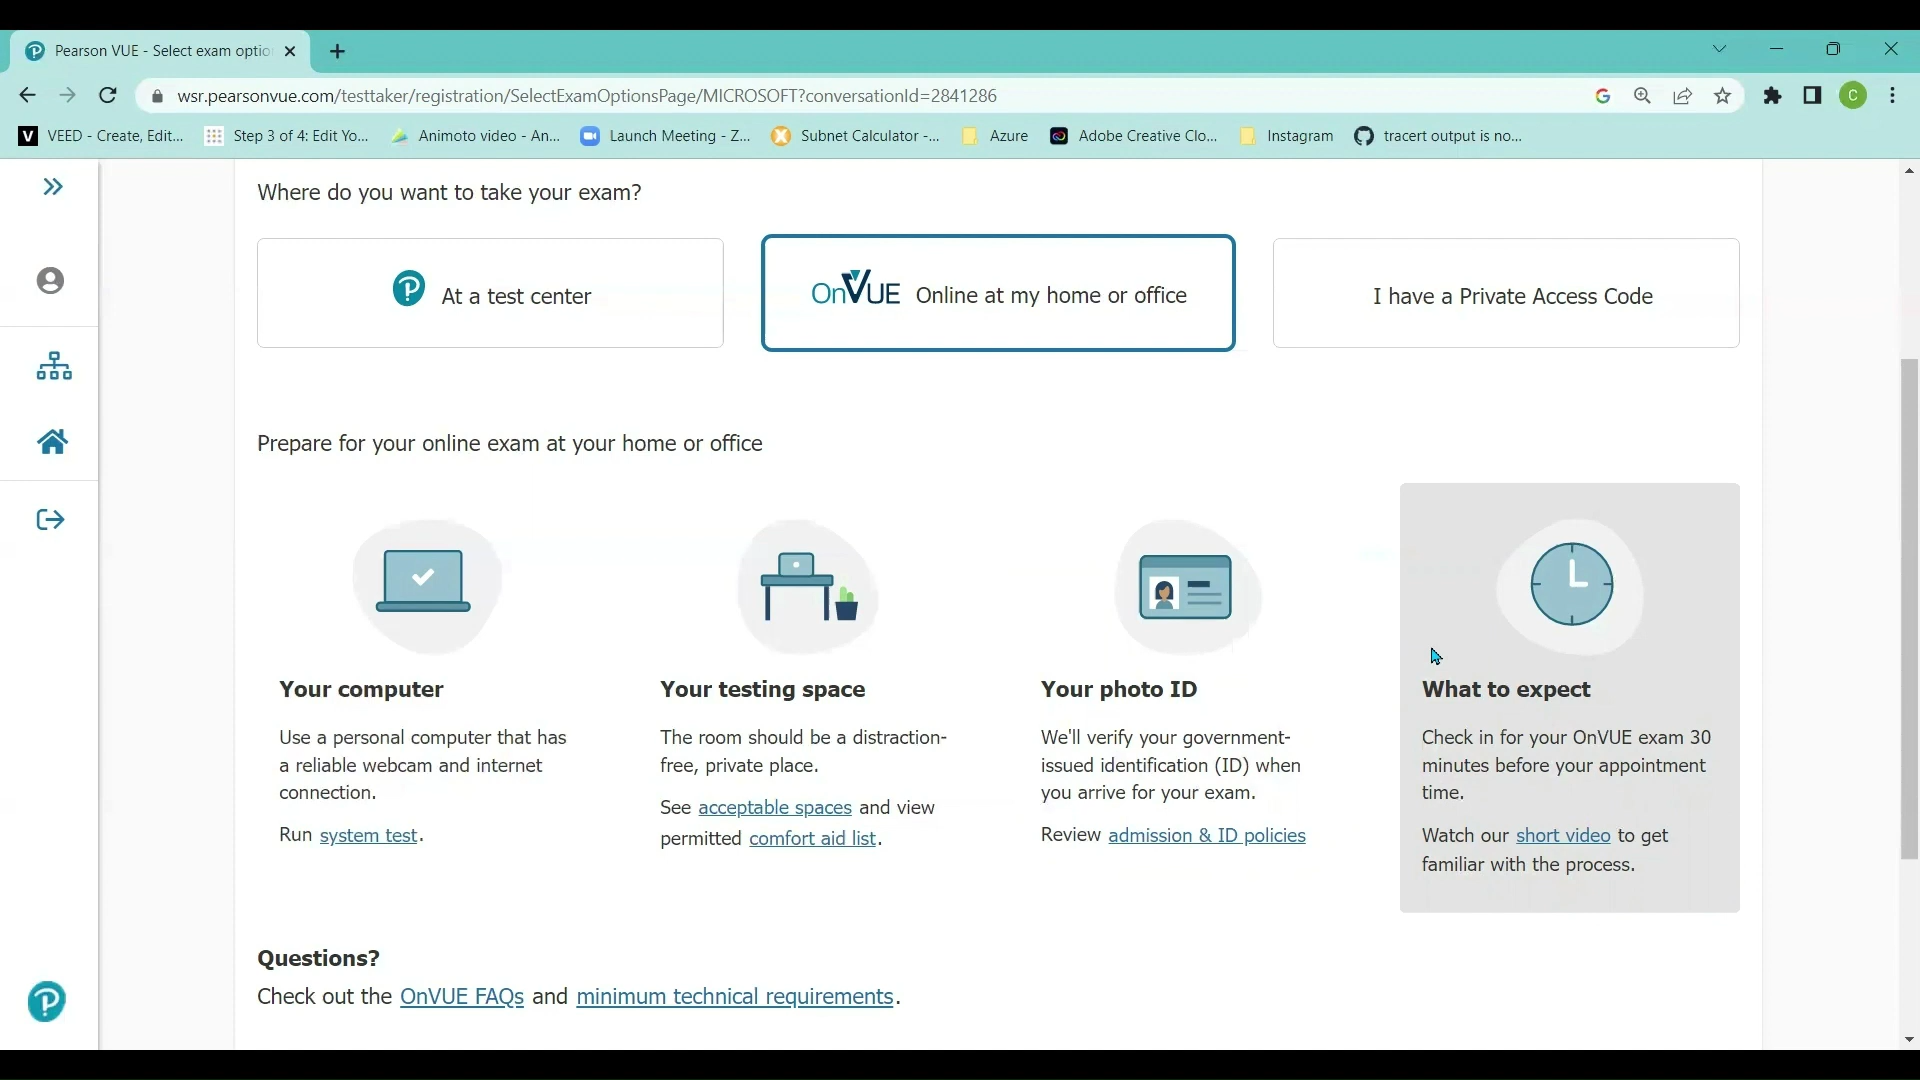 Pearson VUE - Select exam optio
wsr.pearsonvue.com/testtaker/registration/SelectExamOptionsPage/MICROSOFT?conversationId=2841286
G
C
V VEED - Create, Edit...
Step 3 of 4: Edit Yo...
Animoto video - An...
Launch Meeting - Z...
Subnet Calculator -...
Azure
Adobe Creative Clo...
Instagram
tracert output is no...
Where do you want to take your exam?
At a test center
OnVUE Online at my home or office
I have a Private Access Code
Prepare for your online exam at your home or office
Your computer
Use a personal computer that has
a reliable webcam and internet
connection.
Run system test.
Your testing space
The room should be a distraction-
free, private place.
See acceptable spaces and view
permitted comfort aid list.
Your photo ID
We'll verify your government-
issued identification (ID) when
you arrive for your exam.
Review admission & ID policies
What to expect
Check in for your OnVUE exam 30
minutes before your appointment
time.
Watch our short video to get
familiar with the process.
Questions?
Check out the OnVUE FAQs and minimum technical requirements.